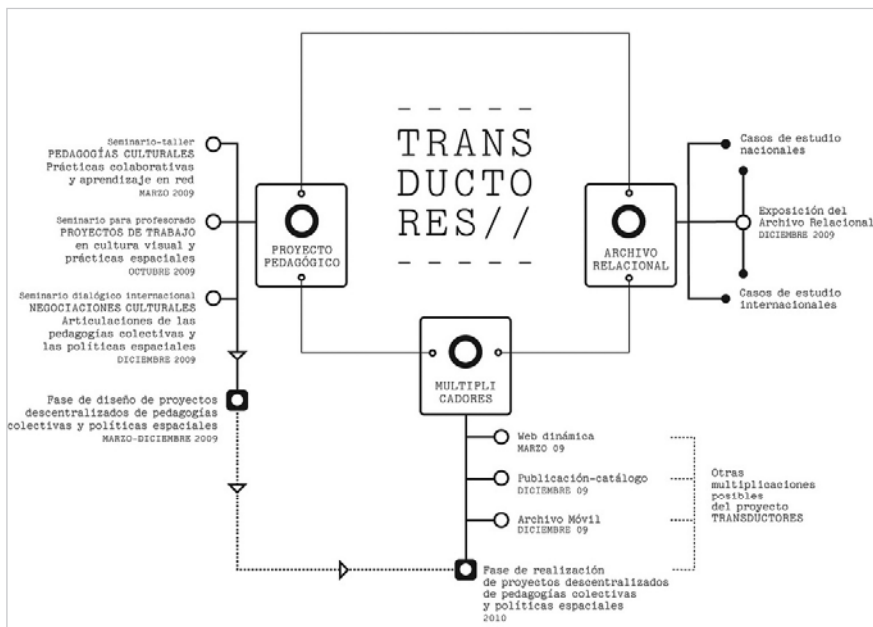 TRANS
DUCTO
RES//
Seminario-taller
PEDAGOGÍAS CULTURALES
Prácticas colaborativas
y aprendizaje en red
MARZO 2009
Seminario para profesorado
PROYECTOS DE TRABAJO
en cultura visual y
prácticas espaciales
OCTUBRE 2009
Seminario dialógico internacional
NEGOCIACIONES CULTURALES
Articulaciones de las
pedagogías colectivas y
las políticas espaciales
DICIEMBRE 2009
Fase de diseño de proyectos
descentralizados de pedagogías
colectivas y políticas espaciales
MARZO-DICIEMBRE 2009
PROYECTO
PEDAGÓGICO
ARCHIVO
RELACIONAL
Casos de estudio
nacionales
Exposición del
Archivo Relacional
DICIEMBRE 2009
Casos de estudio
internacionales
MULTIPLI
CADORES
Web dinámica
MARZO 09
Publicación-catálogo
DICIEMBRE 09
Archivo Móvil
DICIEMBRE 09
Otras
multiplicaciones
posibles
del proyecto
TRANSDUCTORES
Fase de realización
de proyectos descentralizados
de pedagogías colectivas
y políticas espaciales
2010